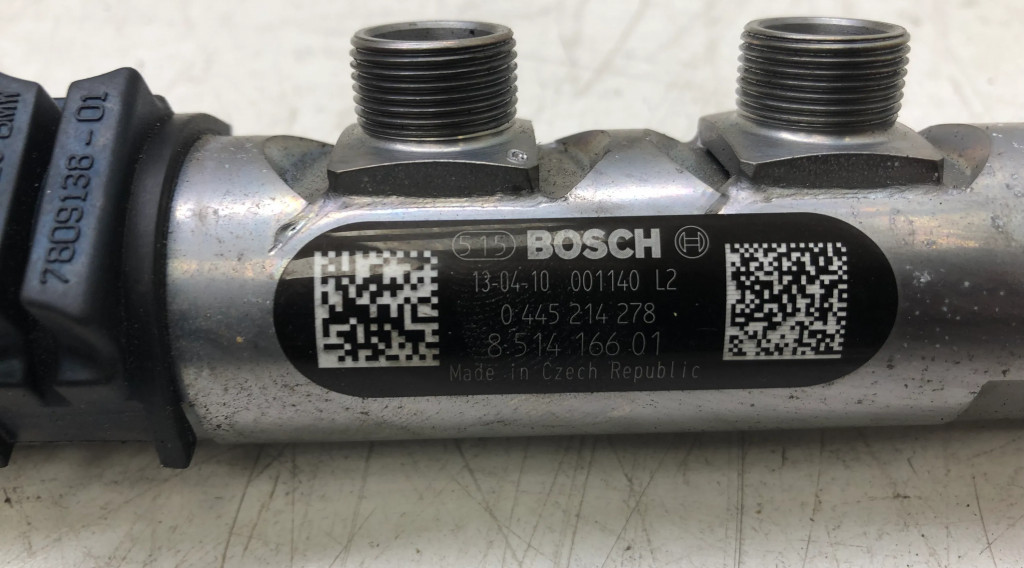 BMW
7809136-01
515 BOSCH
13-04-10 001140 L2
0 445 214 278
8 514 166 01
Made in Czech Republic